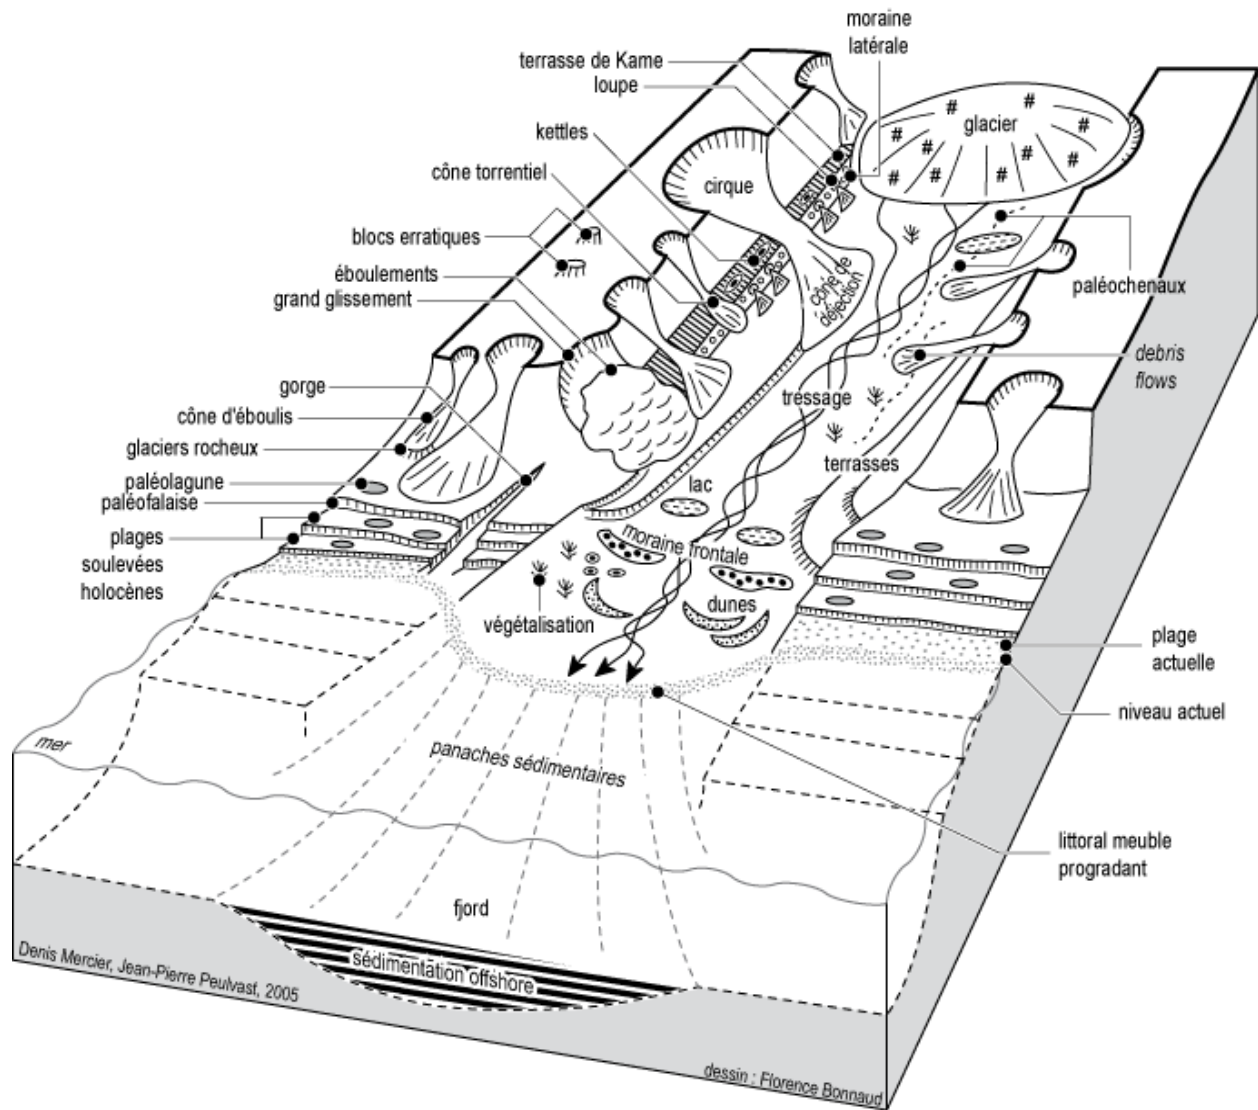 moraine
latérale
terrasse de Kame
loupe
glacier
kettles
cône torrentiel
cirque
blocs erratiques
éboulements
grand glissement
cône de
déjection
paléochenaux
debris
flows
gorge
cône d'éboulis
glaciers rocheux
tressage
terrasses
paléolagune
paléofalaise
plages
soulevées
holocènes
lac
moraine frontale
dunes
végétalisation
plage
actuelle
niveau actuel
mer
panaches sédimentaires
littoral meuble
progradant
fjord
sédimentation offshore
Denis Mercier, Jean-Pierre Peulvast, 2005
dessin : Florence Bonnaud